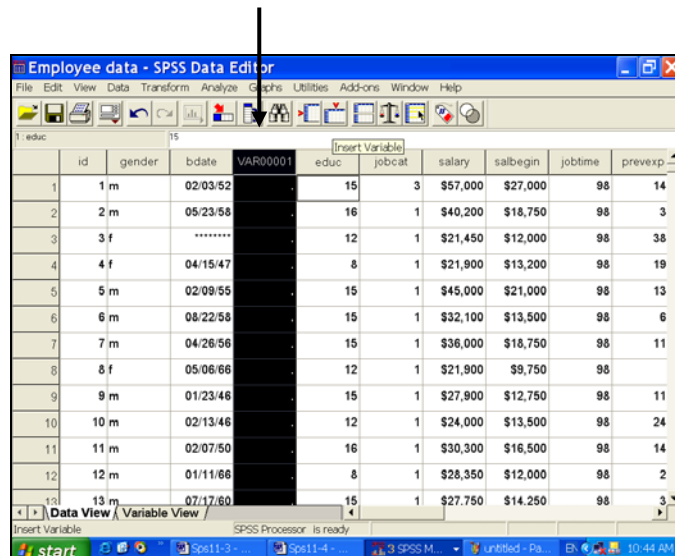 Employee data - SPSS Data Editor
File Edit View Data Transform Analyze Graphs Utilities Add-ons Window Help
1 : educ 15
Insert Variable
id gender bdate VAR00001 educ jobcat salary salbegin jobtime prevexp
1 1 m 02/03/52 . 15 3 $57,000 $27,000 98 14
2 2 m 05/23/58 . 16 1 $40,200 $18,750 98 3
3 3 f ******** . 12 1 $21,450 $12,000 98 38
4 4 f 04/15/47 . 8 1 $21,900 $13,200 98 19
5 5 m 02/09/55 . 15 1 $45,000 $21,000 98 13
6 6 m 08/22/58 . 15 1 $32,100 $13,500 98 6
7 7 m 04/26/56 . 15 1 $36,000 $18,750 98 11
8 8 f 05/06/66 . 12 1 $21,900 $9,750 98
9 9 m 01/23/46 . 15 1 $27,900 $12,750 98 11
10 10 m 02/13/46 . 12 1 $24,000 $13,500 98 24
11 11 m 02/07/50 . 16 1 $30,300 $16,500 98 14
12 12 m 01/11/66 . 8 1 $28,350 $12,000 98 2
13 13 m 07/17/60 . 15 1 $27,750 $14,250 98 3
Data View Variable View
Insert Variable SPSS Processor is ready
start Sps11-3 - ... Sps11-4 - ... 3 SPSS M... untitled - Pa... EN 10:44 AM